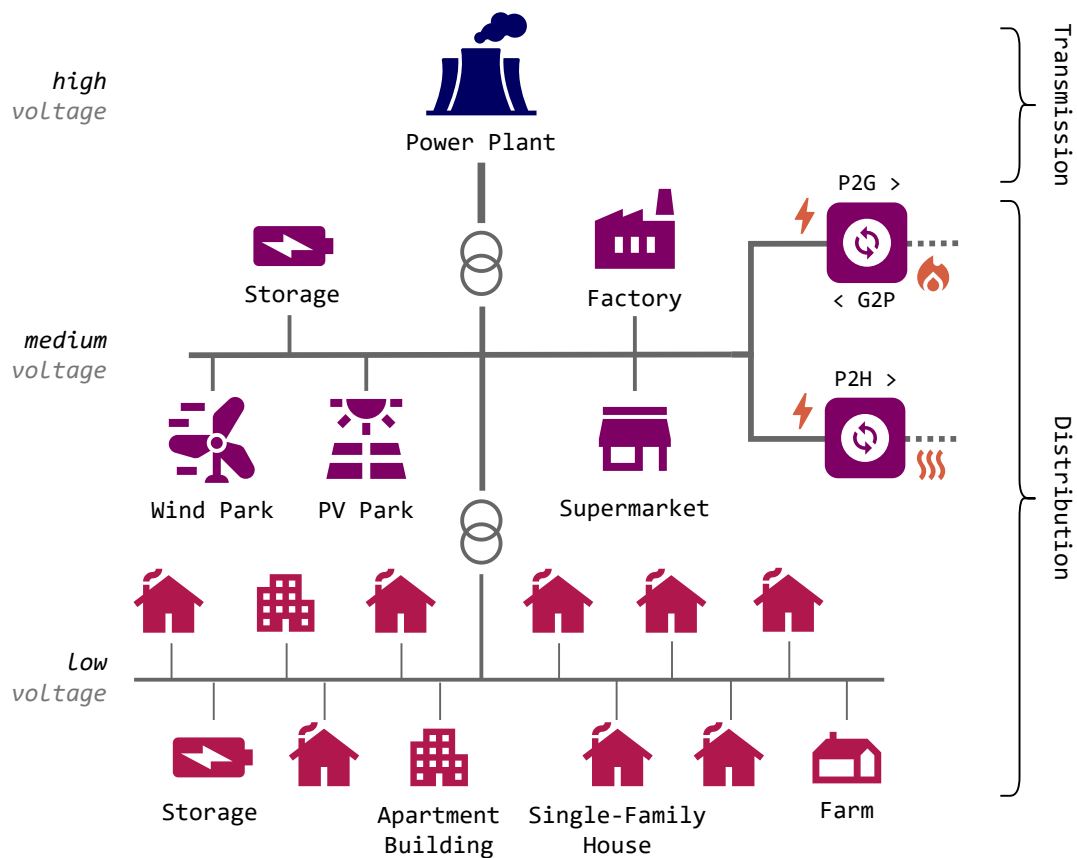 high
voltage
Power Plant
Transmission
P2G >
Storage
Factory
< G2P
medium
voltage
P2H >
Wind Park
PV Park
Supermarket
Distribution
low
voltage
Storage
Apartment
Building
Single-Family
House
Farm